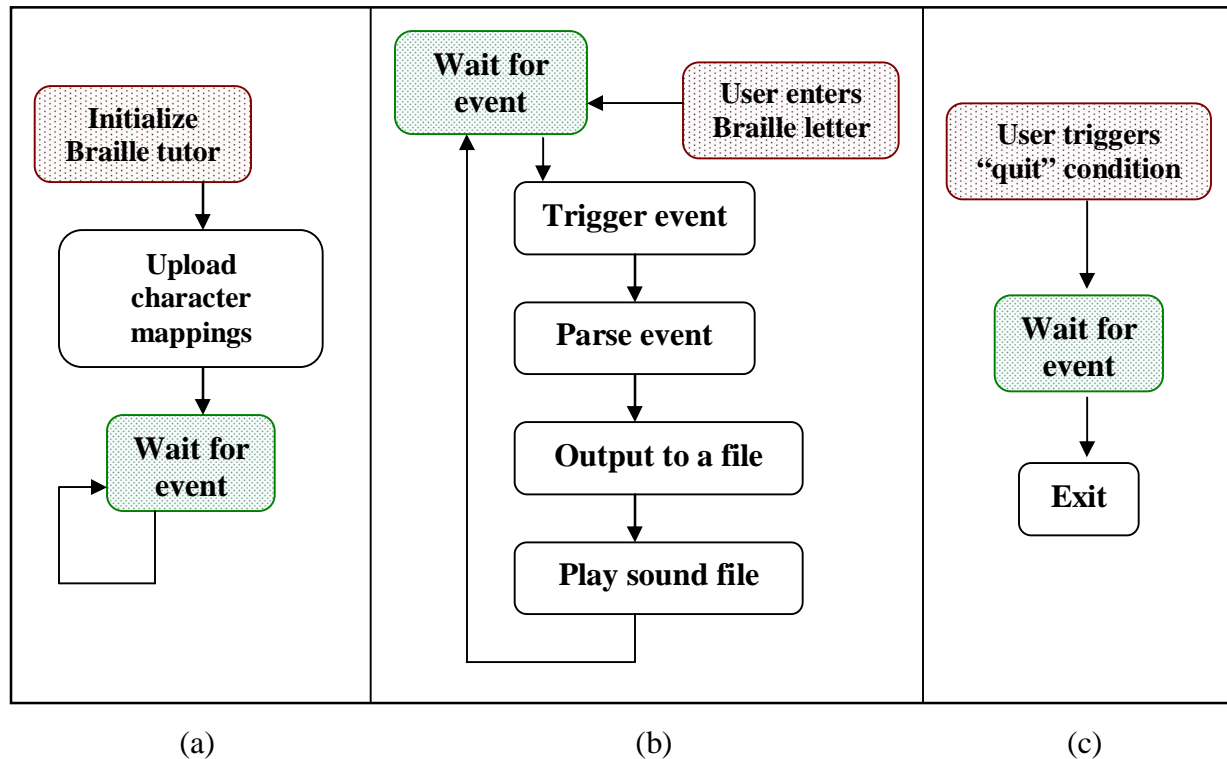 Initialize
Braille tutor
Upload
character
mappings
Wait for
event
Wait for
event
User enters
Braille letter
Trigger event
Parse event
Output to a file
Play sound file
User triggers
“quit” condition
Wait for
event
Exit
(a)
(b)
(c)